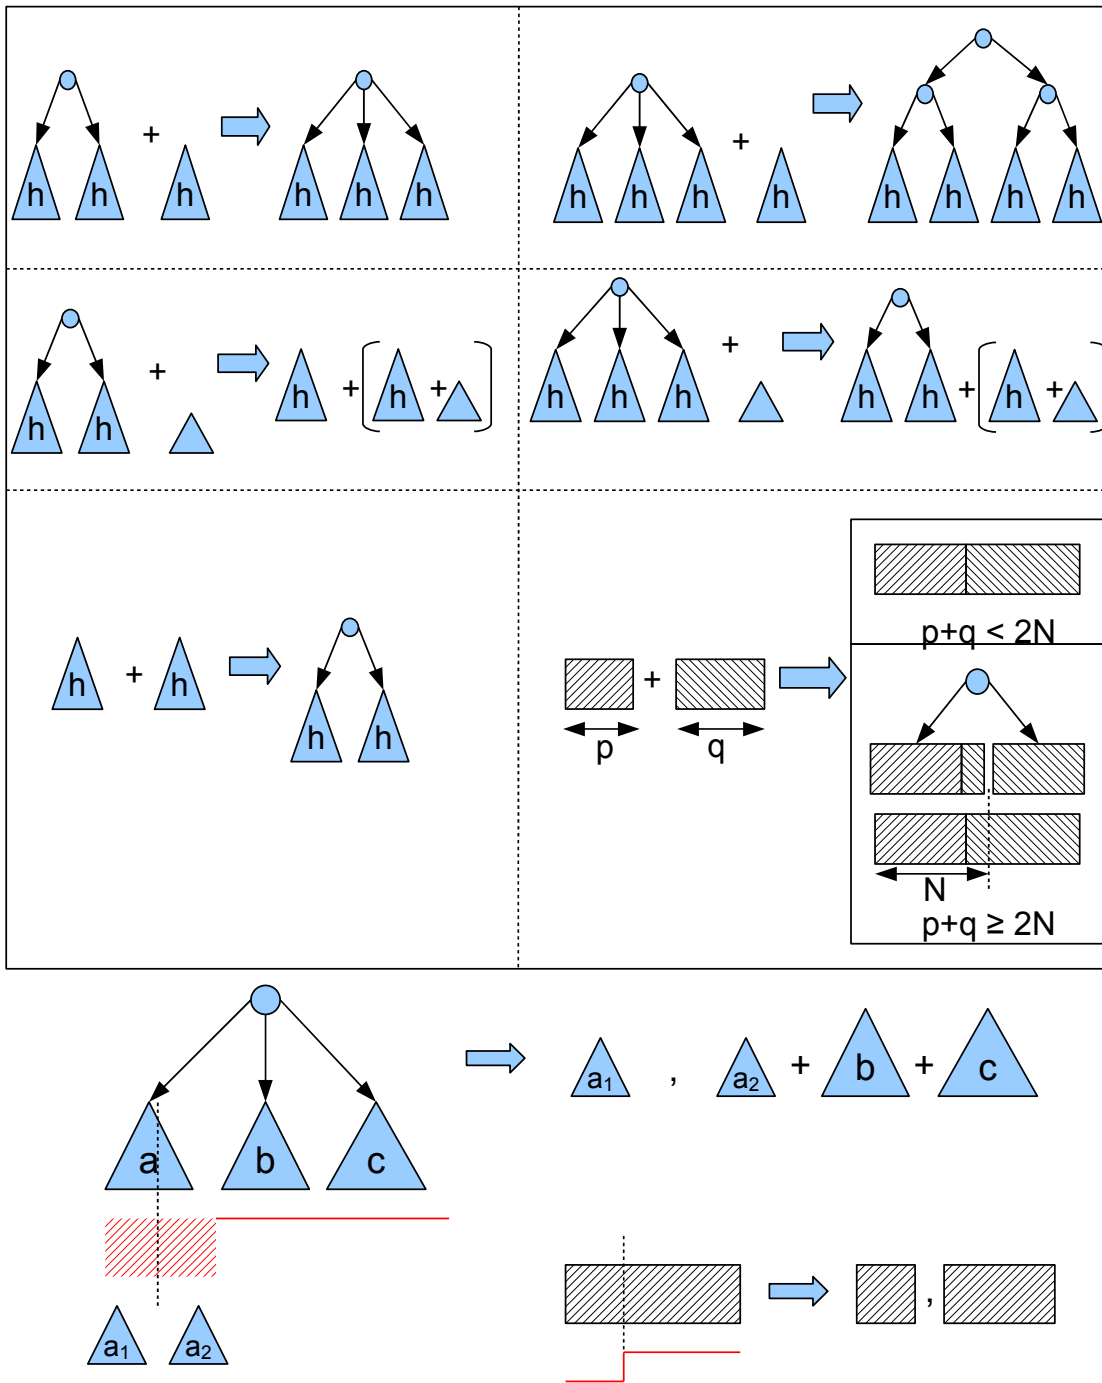 h h + h h h h
h h h + h h h h h
h h + h + ( h + )
h h h + h h + ( h + )
h + h h h
p + q
p+q < 2N
N
p+q ≥ 2N
a b c
a₁ , a₂ + b + c
a₁ a₂
,